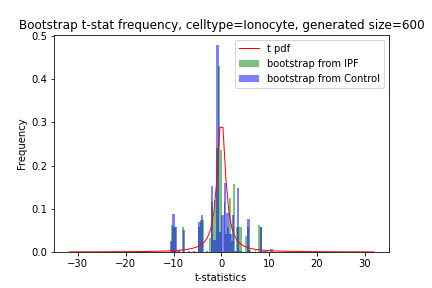 Bootstrap t-stat frequency, celltype=Ionocyte, generated size=600
t pdf
bootstrap from IPF
bootstrap from Control
Frequency
0.5
0.4
0.3
0.2
0.1
0.0
−30
−20
−10
0
10
20
30
t-statistics